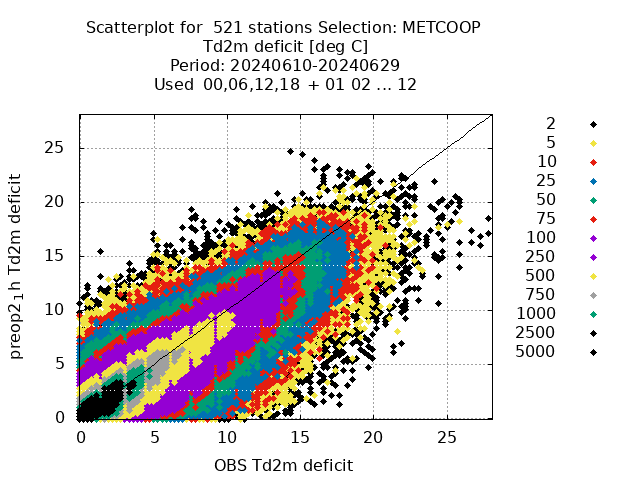 Scatterplot for 521 stations Selection: METCOOP
Td2m deficit [deg C]
Period: 20240610-20240629
Used 00,06,12,18 + 01 02 ... 12
preop2₁h Td2m deficit
25
20
15
10
5
0
0 5 10 15 20 25
OBS Td2m deficit
2
5
10
25
50
75
100
250
500
750
1000
2500
5000